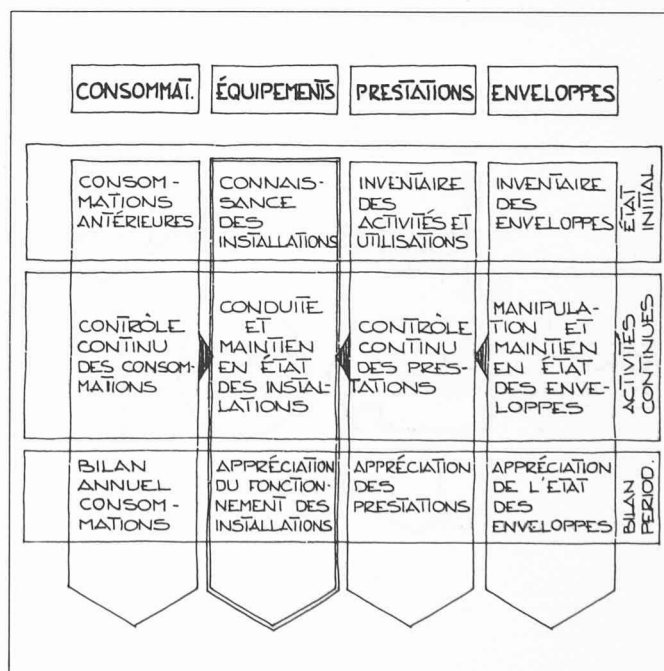 CONSOMMAT.
ÉQUIPEMENTS
PRESTATIONS
ENVELOPPES
CONSOM-
MATIONS
ANTÉRIEURES
CONNAIS-
SANCE
DES
INSTALLATIONS
INVENTAIRE
DES
ACTIVITÉS ET
UTILISATIONS
INVENTAIRE
DES
ENVELOPPES
ÉTAT
INITIAL
CONTRÔLE
CONTINU
DES CONSOM-
MATIONS
CONDUITE
ET
MAINTIEN
EN ÉTAT
DES INSTAL-
LATIONS
CONTRÔLE
CONTINU
DES PRES-
TATIONS
MANIPULA-
TION ET
MAINTIEN
EN ÉTAT
DES ENVE-
LOPPES
ACTIVITÉS
CONTINUES
BILAN
ANNUEL
CONSOM-
MATIONS
APPRÉCIATION
DU FONCTION-
NEMENT DES
INSTALLATIONS
APPRÉCIATION
DES
PRESTATIONS
APPRÉCIATION
DE L'ETAT
DES
ENVELOPPES
BILAN
PERIOD.